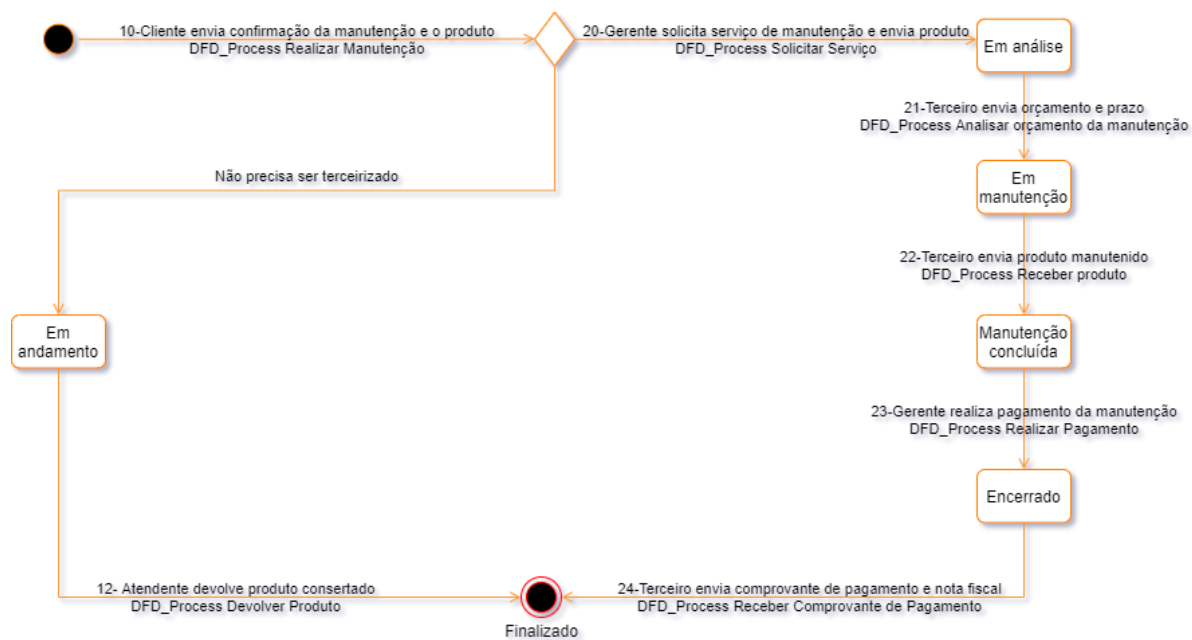 10-Cliente envia confirmação da manutenção e o produto
DFD_Process Realizar Manutenção
20-Gerente solicita serviço de manutenção e envia produto
DFD_Process Solicitar Serviço
Em análise
21-Terceiro envia orçamento e prazo
DFD_Process Analisar orçamento da manutenção
Não precisa ser terceirizado
Em
manutenção
22-Terceiro envia produto manutenido
DFD_Process Receber produto
Em
andamento
Manutenção
concluída
23-Gerente realiza pagamento da manutenção
DFD_Process Realizar Pagamento
Encerrado
12- Atendente devolve produto consertado
DFD_Process Devolver Produto
24-Terceiro envia comprovante de pagamento e nota fiscal
DFD_Process Receber Comprovante de Pagamento
Finalizado